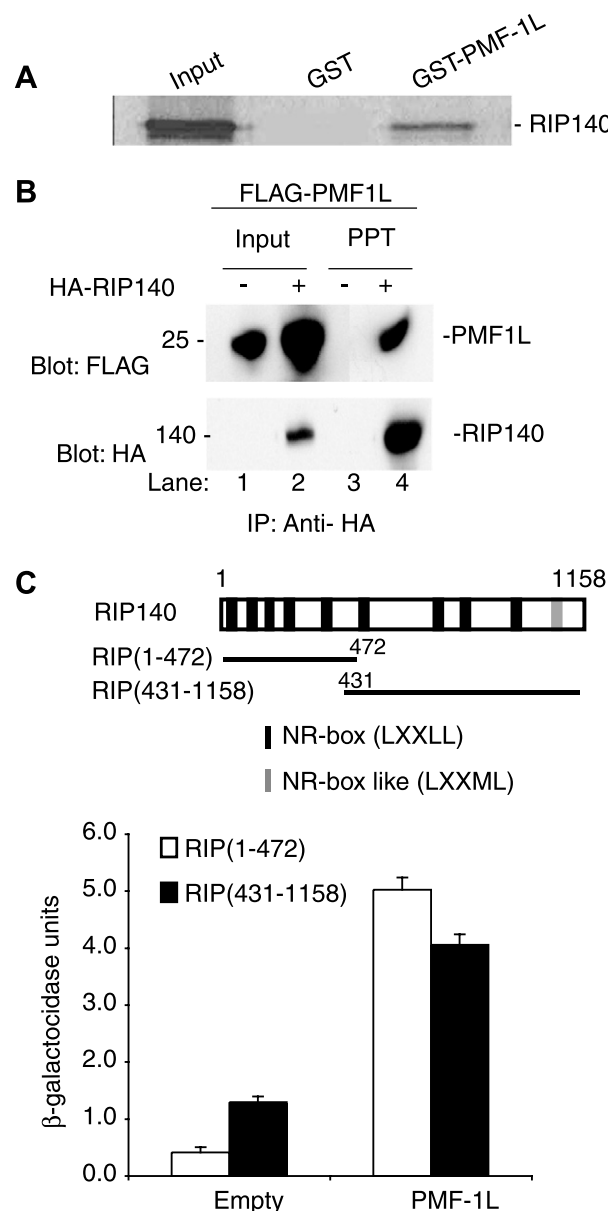 A
Input
GST
GST-PMF-1L
- RIP140
B
FLAG-PMF1L
Input PPT
HA-RIP140 - + - +
25 - -PMF1L
Blot: FLAG
140 - -RIP140
Blot: HA
Lane: 1 2 3 4
IP: Anti- HA
C
1 1158
RIP140
RIP(1-472) 472
RIP(431-1158) 431
NR-box (LXXLL)
NR-box like (LXXML)
6.0
5.0
4.0
3.0
2.0
1.0
0.0
β-galactocidase units
RIP(1-472)
RIP(431-1158)
Empty PMF-1L